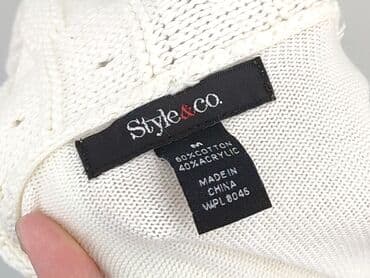 Style&co.
M
60%COTTON
40%ACRYLIC
MADE IN
CHINA
WPL 8045